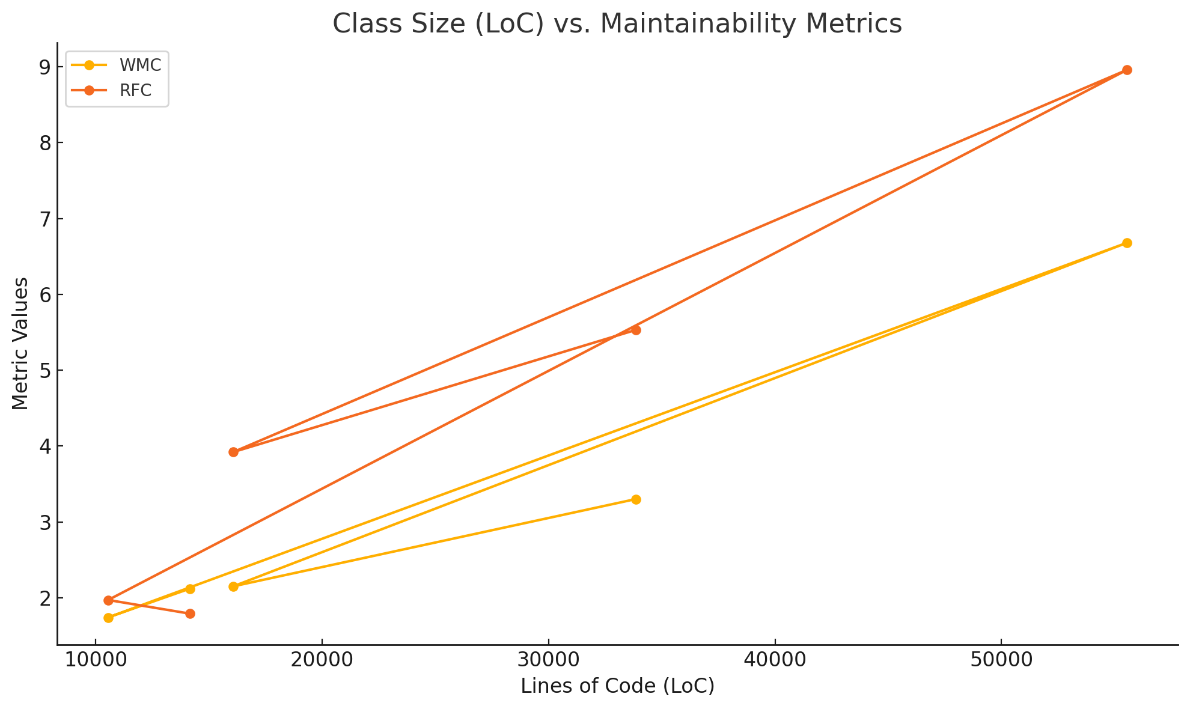 Class Size (LoC) vs. Maintainability Metrics
WMC
RFC
Metric Values
9
8
7
6
5
4
3
2
10000 20000 30000 40000 50000
Lines of Code (LoC)